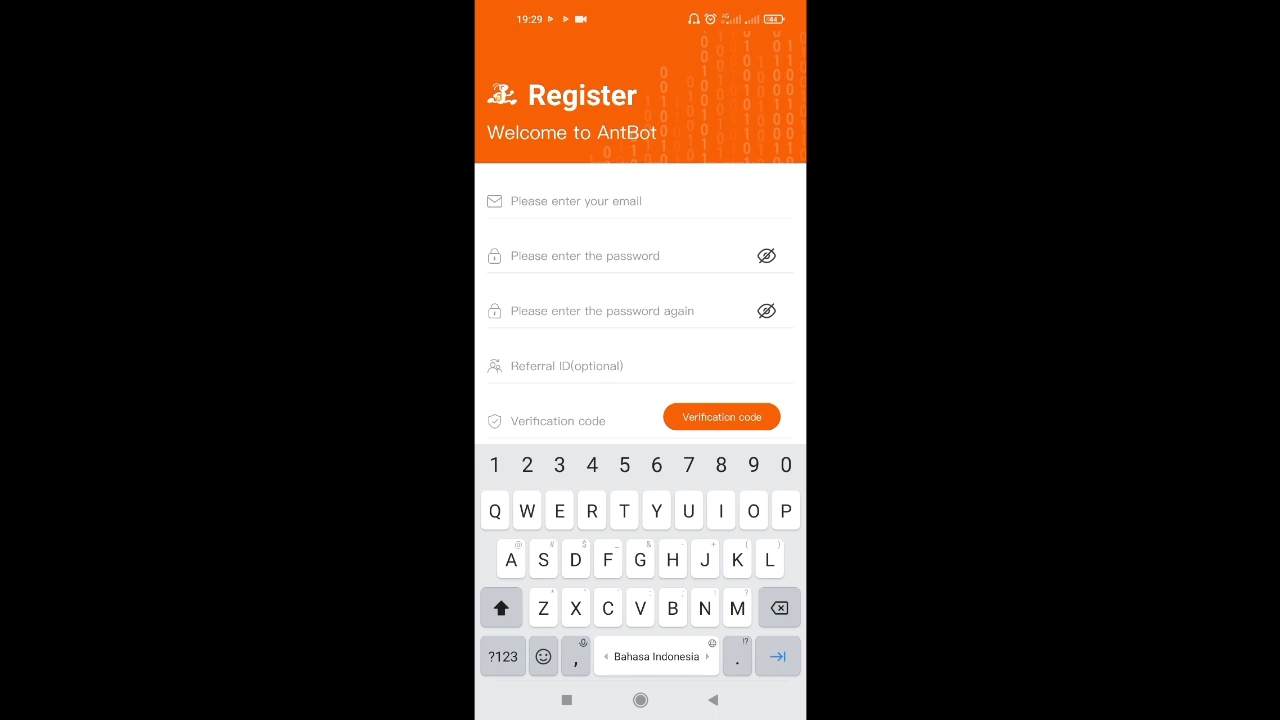 19:29
4G
44
Register
Welcome to AntBot
Please enter your email
Please enter the password
Please enter the password again
Referral ID(optional)
Verification code
Verification code
1 2 3 4 5 6 7 8 9 0
Q W E R T Y U I O P
@ # $ _ & - + ( )
A S D F G H J K L
Z X C V B N M
?123 , Bahasa Indonesia . !?